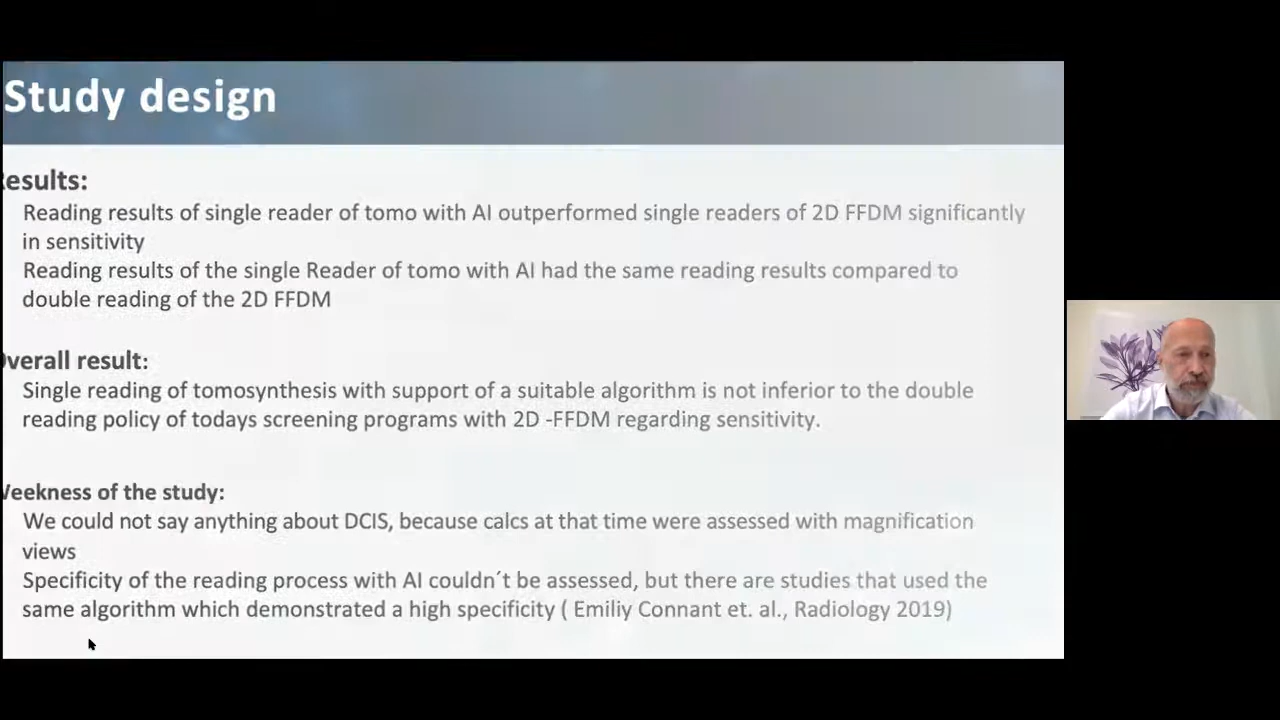 Study design
esults:
Reading results of single reader of tomo with AI outperformed single readers of 2D FFDM significantly
in sensitivity
Reading results of the single Reader of tomo with AI had the same reading results compared to
double reading of the 2D FFDM
verall result:
Single reading of tomosynthesis with support of a suitable algorithm is not inferior to the double
reading policy of todays screening programs with 2D -FFDM regarding sensitivity.
Veekness of the study:
We could not say anything about DCIS, because calcs at that time were assessed with magnification
views
Specificity of the reading process with AI couldn´t be assessed, but there are studies that used the
same algorithm which demonstrated a high specificity ( Emiliy Connant et. al., Radiology 2019)